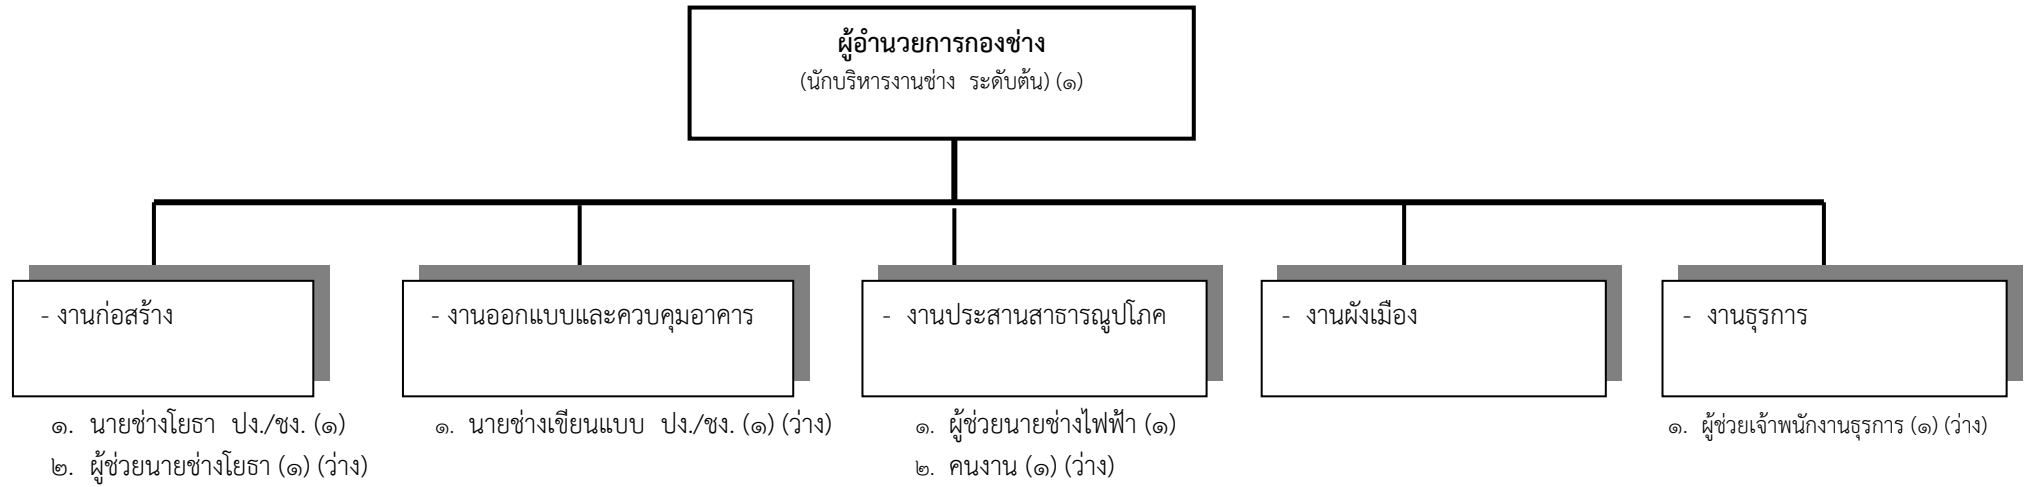 ผู้อำนวยการกองช่าง
(นักบริหารงานช่าง ระดับต้น) (๑)
- งานก่อสร้าง
๑. นายช่างโยธา ปง./ชง. (๑)
๒. ผู้ช่วยนายช่างโยธา (๑) (ว่าง)
- งานออกแบบและควบคุมอาคาร
๑. นายช่างเขียนแบบ ปง./ชง. (๑) (ว่าง)
- งานประสานสาธารณูปโภค
๑. ผู้ช่วยนายช่างไฟฟ้า (๑)
๒. คนงาน (๑) (ว่าง)
- งานผังเมือง
- งานธุรการ
๑. ผู้ช่วยเจ้าพนักงานธุรการ (๑) (ว่าง)